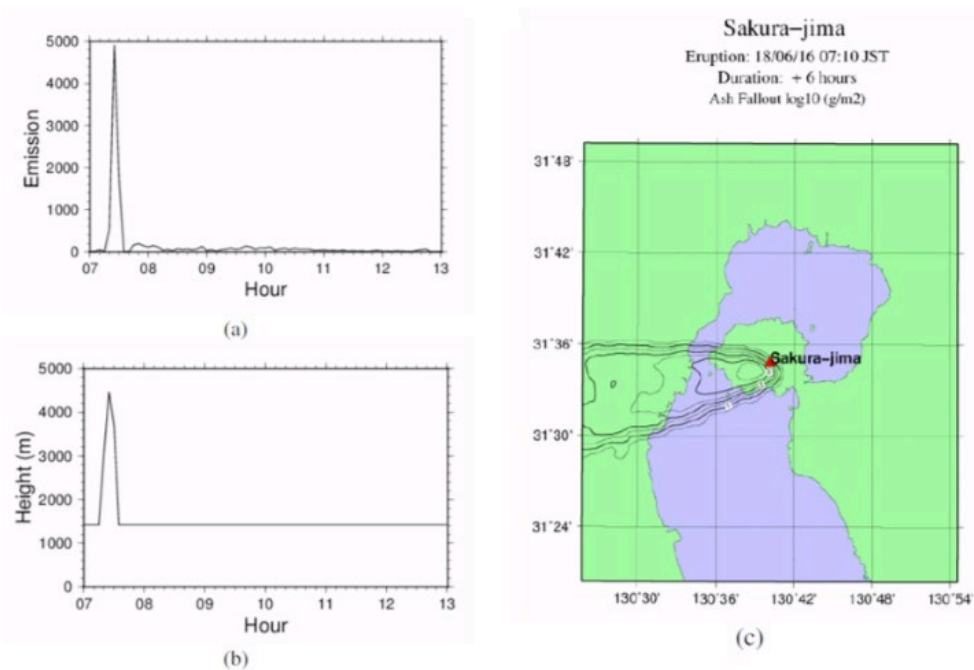 5000
4000
3000
2000
1000
0
Emission
07 08 09 10 11 12 13
Hour
(a)
5000
4000
3000
2000
1000
0
Height (m)
07 08 09 10 11 12 13
Hour
(b)
Sakura-jima
Eruption: 18/06/16 07:10 JST
Duration: + 6 hours
Ash Fallout log10 (g/m2)
31˚48'
31˚42'
31˚36'
31˚30'
31˚24'
Sakura-jima
130˚30' 130˚36' 130˚42' 130˚48' 130˚54'
(c)